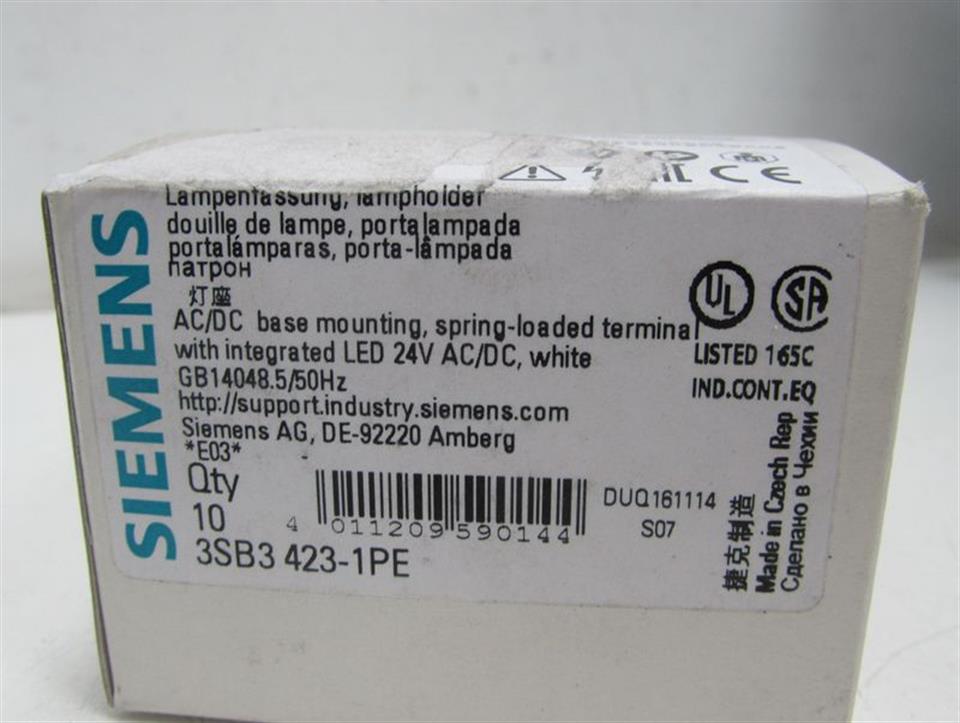 CE
SIEMENS
Lampenfassung, lampholder
douille de lampe, portalampada
portalámparas, porta-lâmpada
патрон
灯座
AC/DC base mounting, spring-loaded terminal
with integrated LED 24V AC/DC, white
GB14048.5/50Hz
http://support.industry.siemens.com
Siemens AG, DE-92220 Amberg
*E03*
Qty
10
4 011209 590144
3SB3 423-1PE
DUQ161114
S07
UL SA
LISTED 165C
IND.CONT.EQ
捷克制造
Made in Czech Rep
Сделано в Чехии